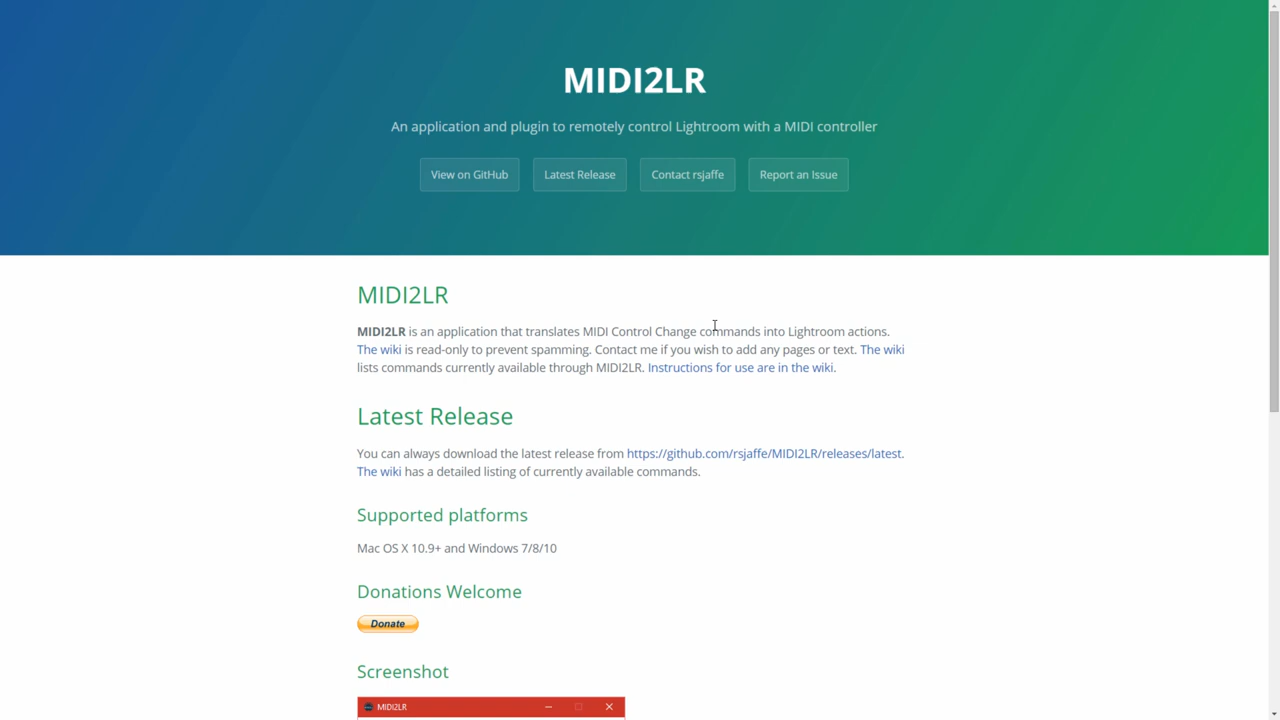 MIDI2LR
An application and plugin to remotely control Lightroom with a MIDI controller
View on GitHub
Latest Release
Contact rsjaffe
Report an Issue
MIDI2LR
MIDI2LR is an application that translates MIDI Control Change commands into Lightroom actions.
The wiki is read-only to prevent spamming. Contact me if you wish to add any pages or text. The wiki
lists commands currently available through MIDI2LR. Instructions for use are in the wiki.
Latest Release
You can always download the latest release from https://github.com/rsjaffe/MIDI2LR/releases/latest.
The wiki has a detailed listing of currently available commands.
Supported platforms
Mac OS X 10.9+ and Windows 7/8/10
Donations Welcome
Donate
Screenshot
MIDI2LR